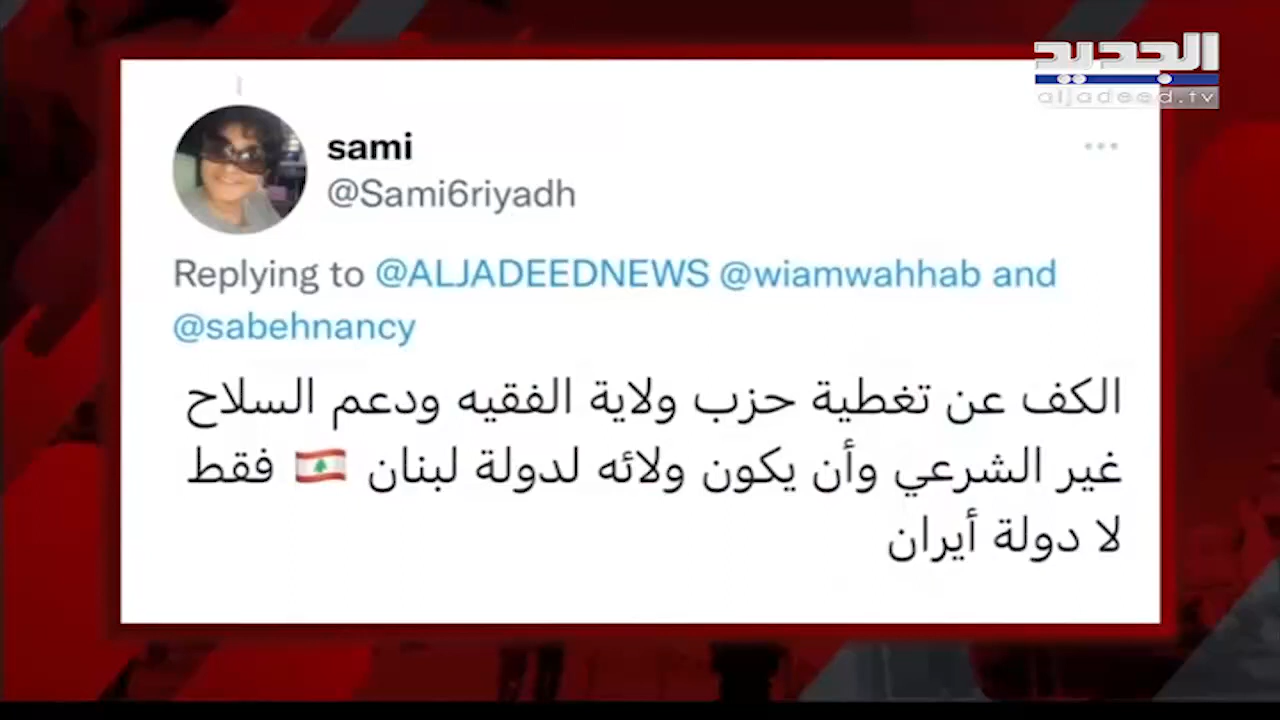 الجديد
aljadeed.tv
sami
@Sami6riyadh
Replying to @ALJADEEDNEWS @wiamwahhab and
@sabehnancy
الكف عن تغطية حزب ولاية الفقيه ودعم السلاح
غير الشرعي وأن يكون ولائه لدولة لبنان 🇱🇧 فقط
لا دولة أيران